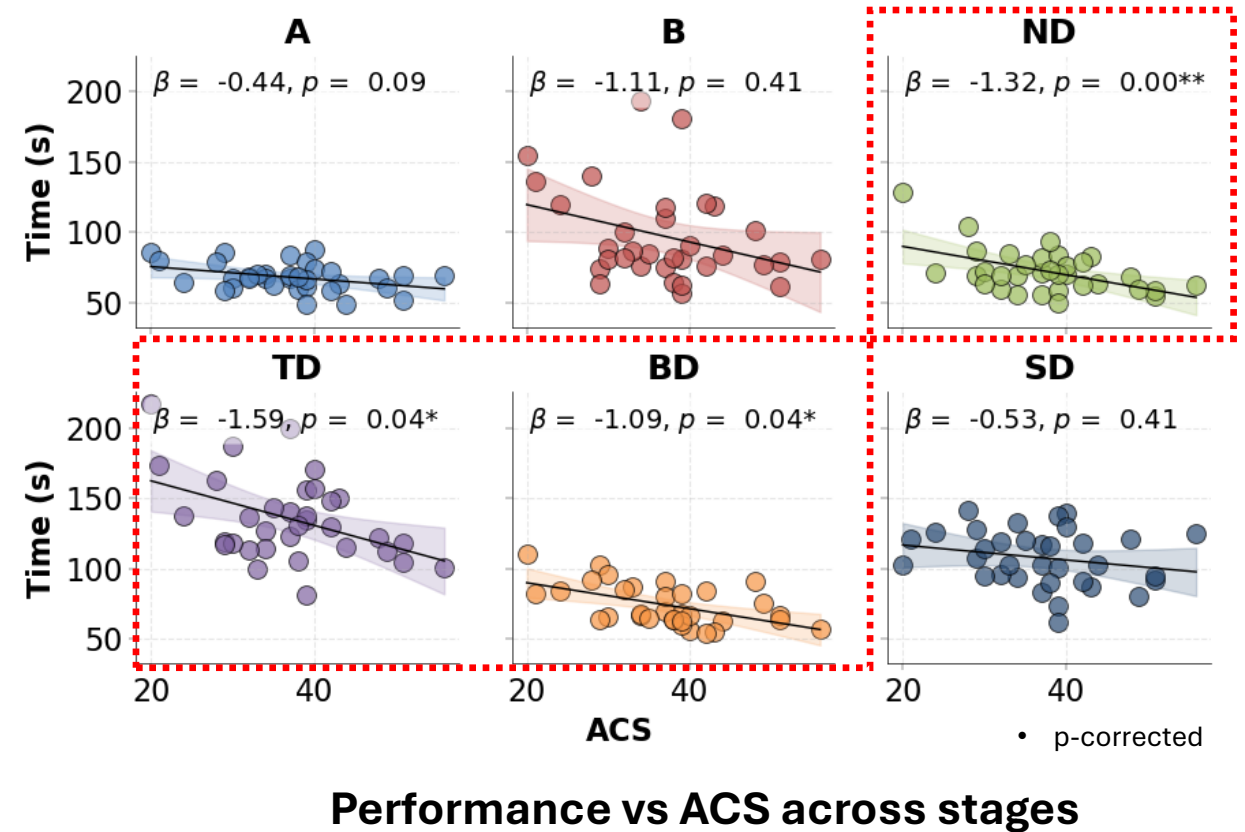 A
B
ND
β = -0.44, p = 0.09
β = -1.11, p = 0.41
β = -1.32, p = 0.00**
Time (s)
200
150
100
50
TD
BD
SD
β = -1.59, p = 0.04*
β = -1.09, p = 0.04*
β = -0.53, p = 0.41
Time (s)
200
150
100
50
20 40
20 40
20 40
ACS
• p-corrected
Performance vs ACS across stages